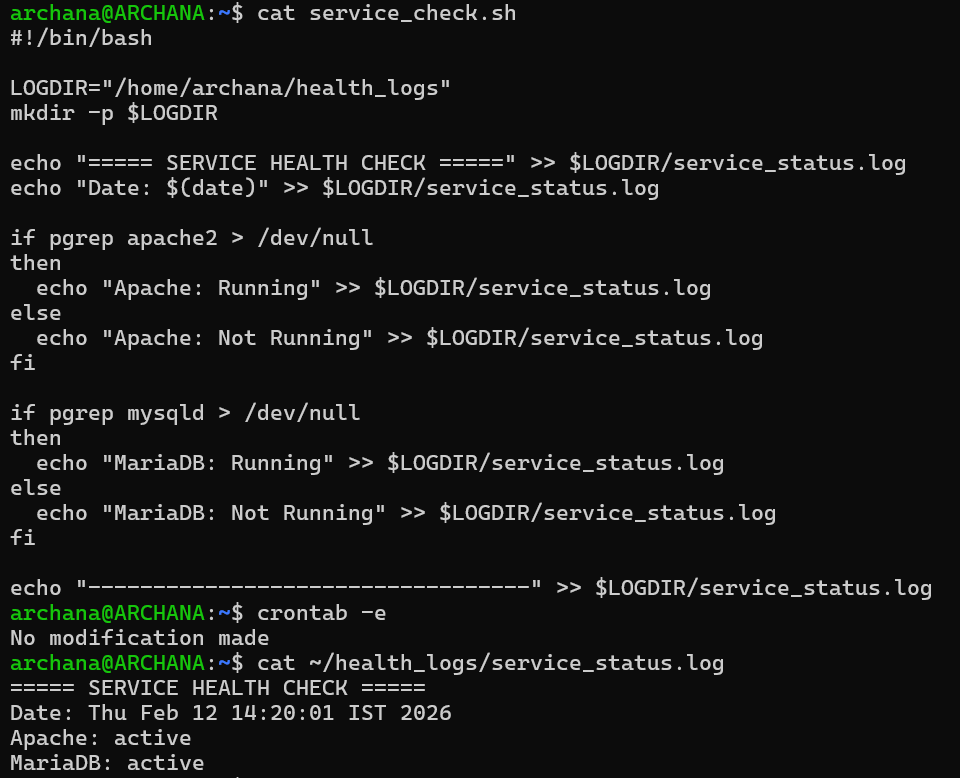 archana@ARCHANA:~$ cat service_check.sh
#!/bin/bash

LOGDIR="/home/archana/health_logs"
mkdir -p $LOGDIR

echo "===== SERVICE HEALTH CHECK =====" >> $LOGDIR/service_status.log
echo "Date: $(date)" >> $LOGDIR/service_status.log

if pgrep apache2 > /dev/null
then
  echo "Apache: Running" >> $LOGDIR/service_status.log
else
  echo "Apache: Not Running" >> $LOGDIR/service_status.log
fi

if pgrep mysqld > /dev/null
then
  echo "MariaDB: Running" >> $LOGDIR/service_status.log
else
  echo "MariaDB: Not Running" >> $LOGDIR/service_status.log
fi

echo "----------------------------------" >> $LOGDIR/service_status.log
archana@ARCHANA:~$ crontab -e
No modification made
archana@ARCHANA:~$ cat ~/health_logs/service_status.log
===== SERVICE HEALTH CHECK =====
Date: Thu Feb 12 14:20:01 IST 2026
Apache: active
MariaDB: active